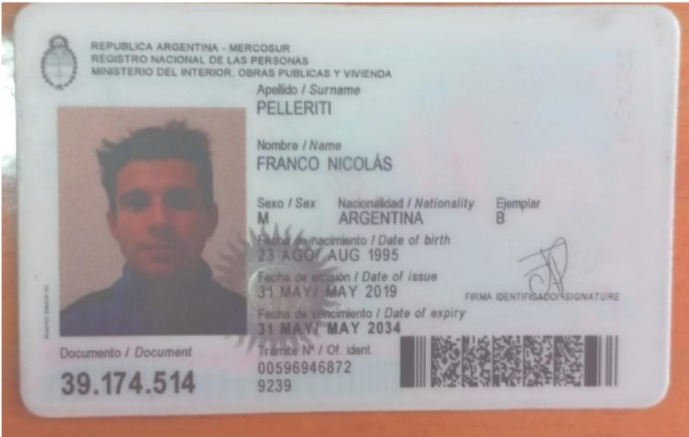 REPUBLICA ARGENTINA - MERCOSUR
REGISTRO NACIONAL DE LAS PERSONAS
MINISTERIO DEL INTERIOR, OBRAS PUBLICAS Y VIVIENDA
Apellido / Surname
PELLERITI
Nombre / Name
FRANCO NICOLÁS
Sexo / Sex Nacionalidad / Nationality Ejemplar
M ARGENTINA B
Fecha de nacimiento / Date of birth
23 AGO/ AUG 1995
Fecha de emisión / Date of issue
31 MAY/ MAY 2019
FIRMA IDENTIFICADO/ SIGNATURE
Fecha de vencimiento / Date of expiry
31 MAY/ MAY 2034
Documento / Document
39.174.514
Trámite Nº / Of. ident.
00596946872
9239